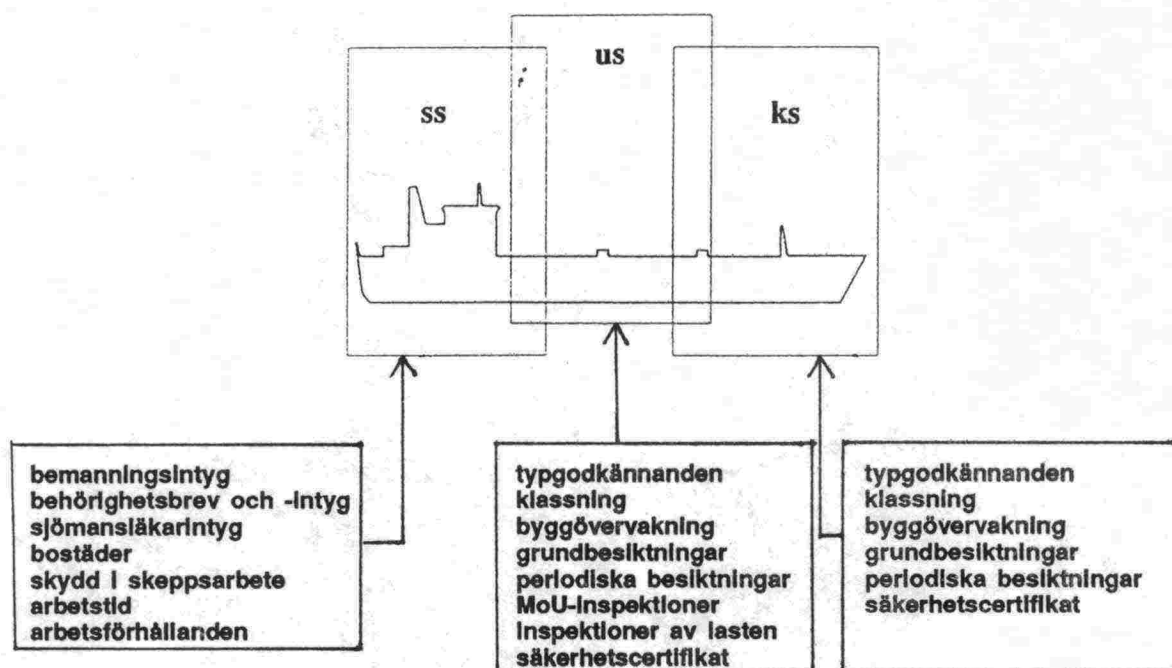 us
ss
ks
bemanningsintyg
behörighetsbrev och -intyg
sjömansläkarintyg
bostäder
skydd i skeppsarbete
arbetstid
arbetsförhållanden
typgodkännanden
klassning
byggövervakning
grundbesiktningar
periodiska besiktningar
MoU-inspektioner
inspektioner av lasten
säkerhetscertifikat
typgodkännanden
klassning
byggövervakning
grundbesiktningar
periodiska besiktningar
säkerhetscertifikat